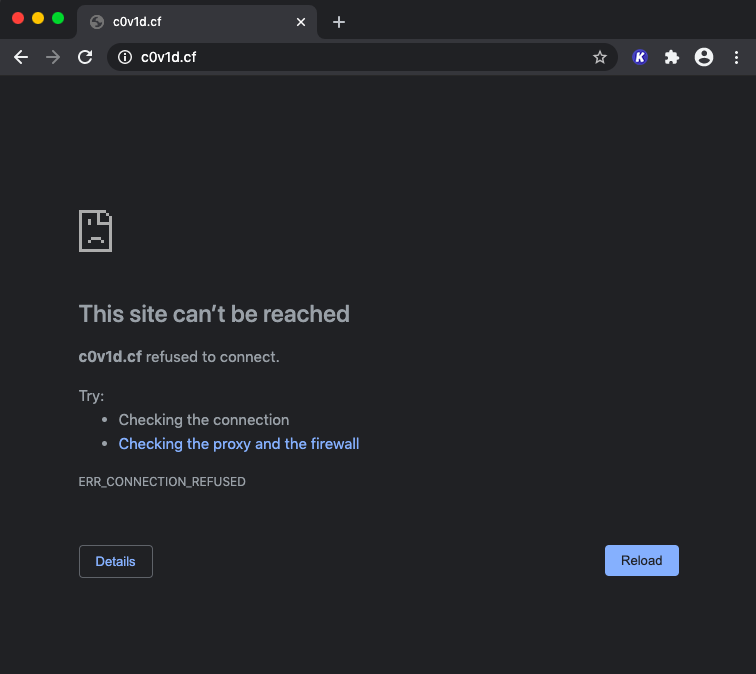 c0v1d.cf
c0v1d.cf
K
This site can’t be reached
c0v1d.cf refused to connect.
Try:
• Checking the connection
• Checking the proxy and the firewall
ERR_CONNECTION_REFUSED
Details
Reload